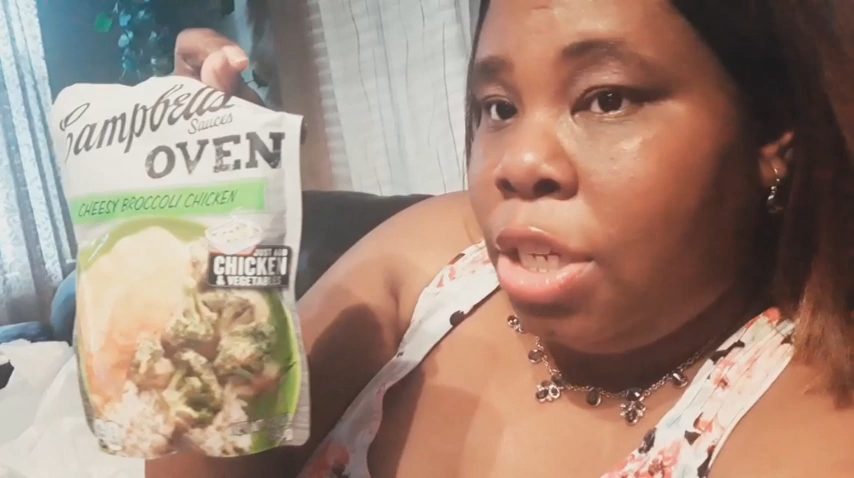 Campbell's
Sauces
OVEN
CHEESY BROCCOLI CHICKEN
JUST ADD
CHICKEN
& VEGETABLES